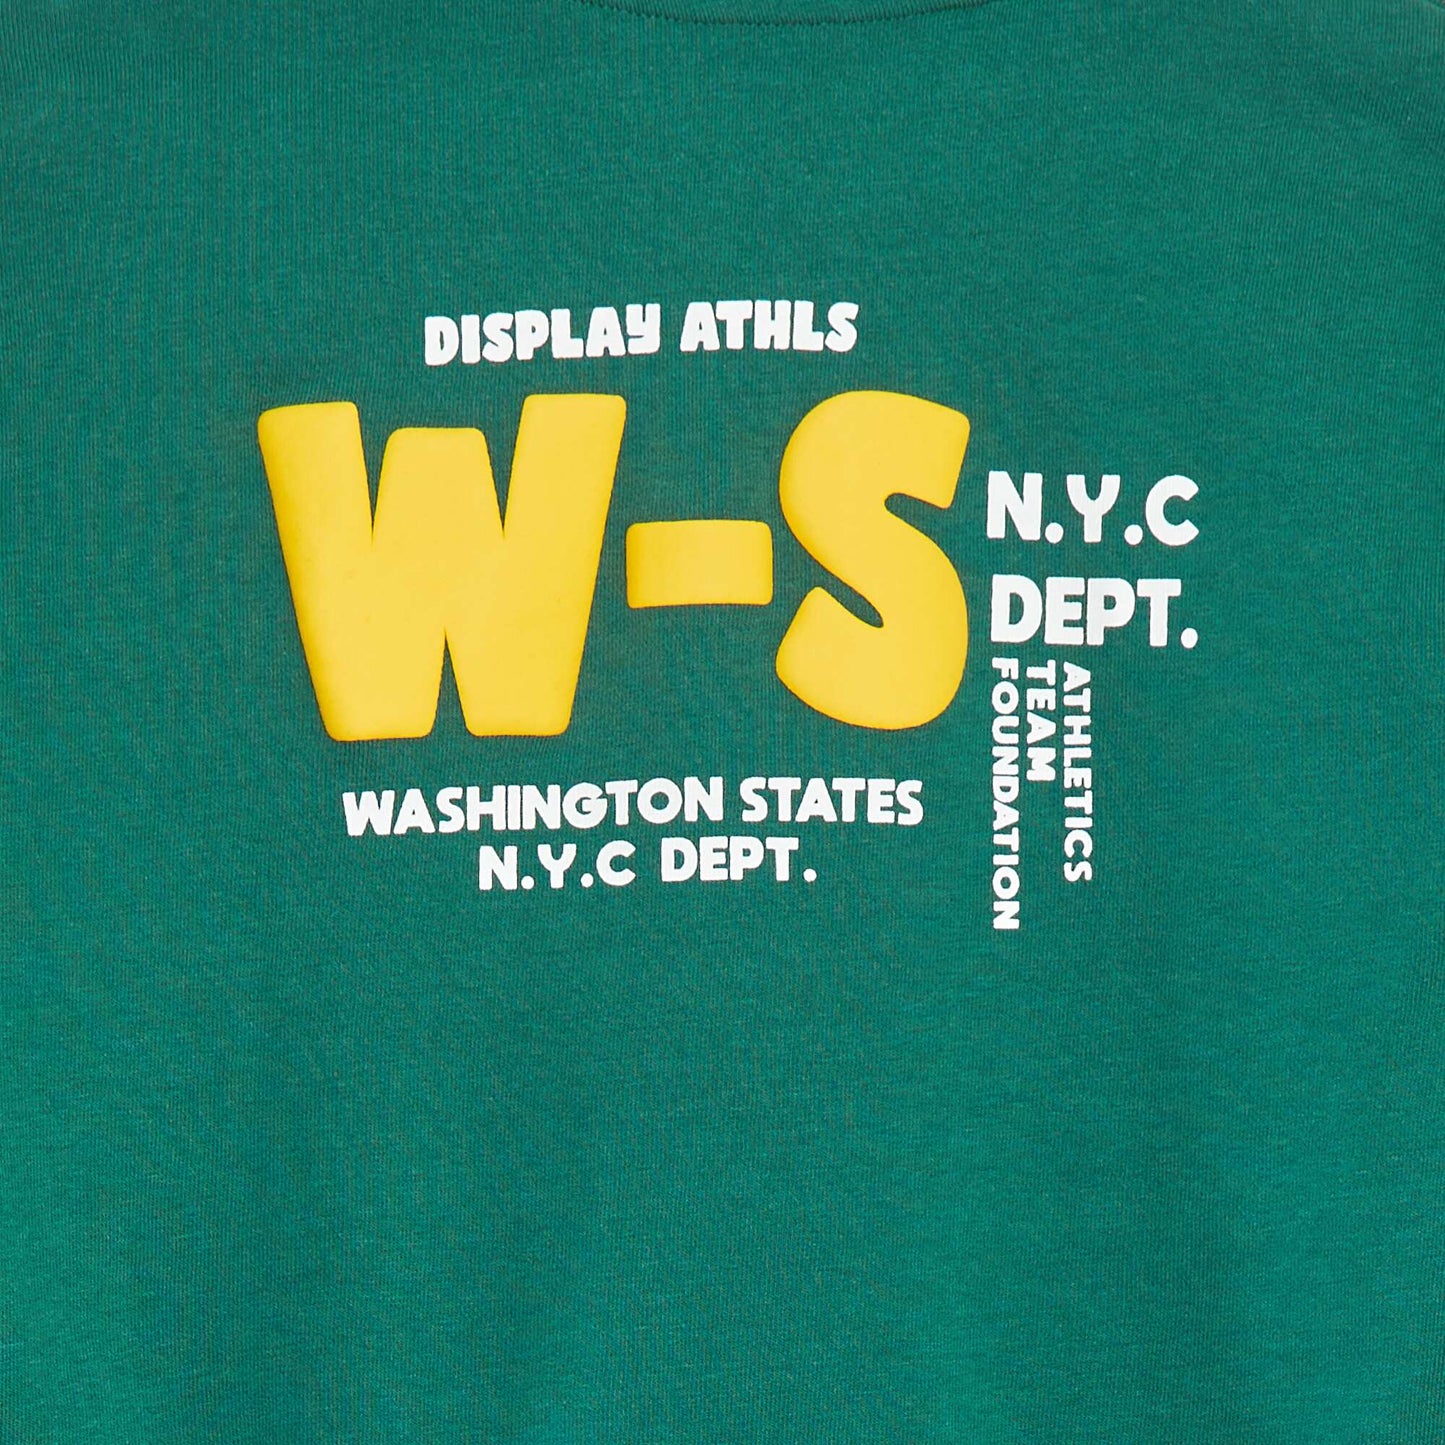 DISPLAY ATHLS
W-S
N.Y.C
DEPT.
ATHLETICS
TEAM
FOUNDATION
WASHINGTON STATES
N.Y.C DEPT.